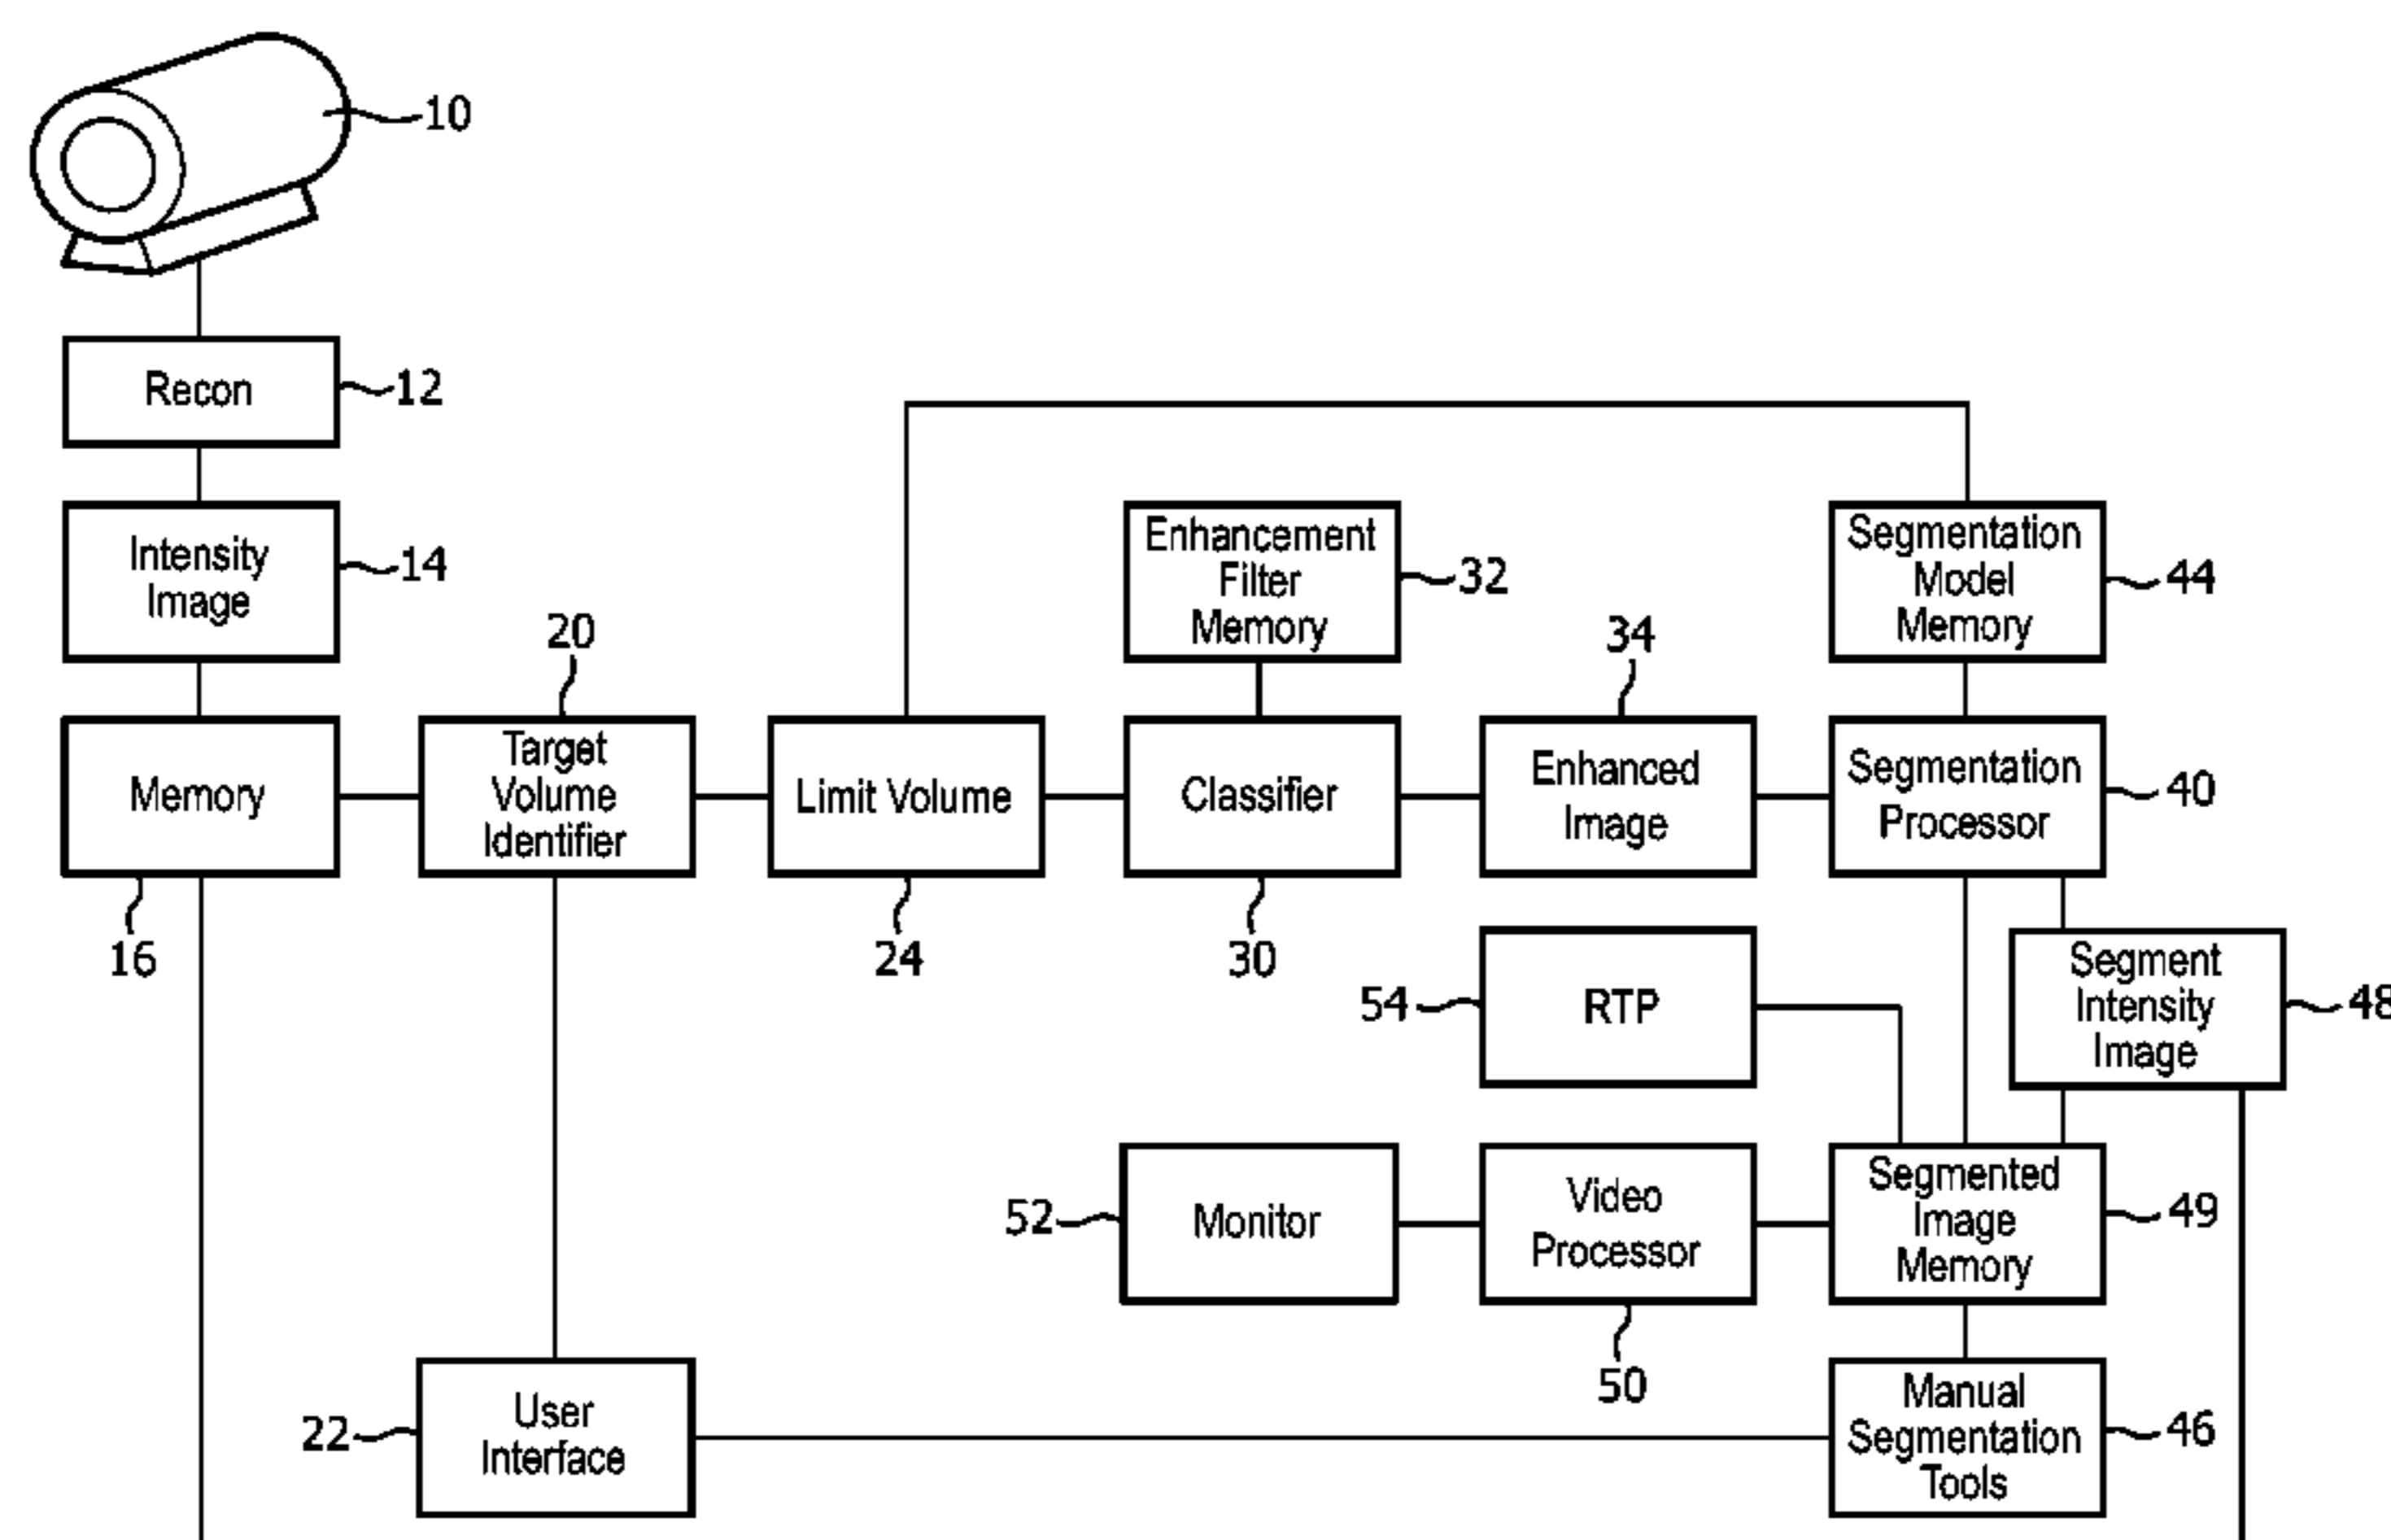 10
Recon
12
Intensity
Image
14
Enhancement
Filter
Memory
32
Segmentation
Model
Memory
44
20
34
Memory
16
Target
Volume
Identifier
Limit Volume
24
Classifier
30
Enhanced
Image
Segmentation
Processor
40
54
RTP
Segment
Intensity
Image
48
52
Monitor
Video
Processor
50
Segmented
Image
Memory
49
22
User
Interface
Manual
Segmentation
Tools
46